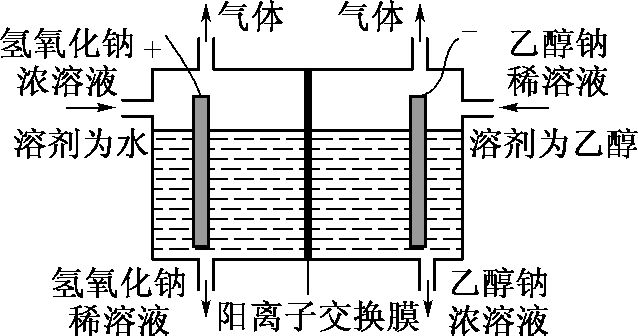 气体
气体
氢氧化钠 +
浓溶液
溶剂为水
−
乙醇钠
稀溶液
溶剂为乙醇
氢氧化钠
稀溶液
阳离子交换膜
乙醇钠
浓溶液